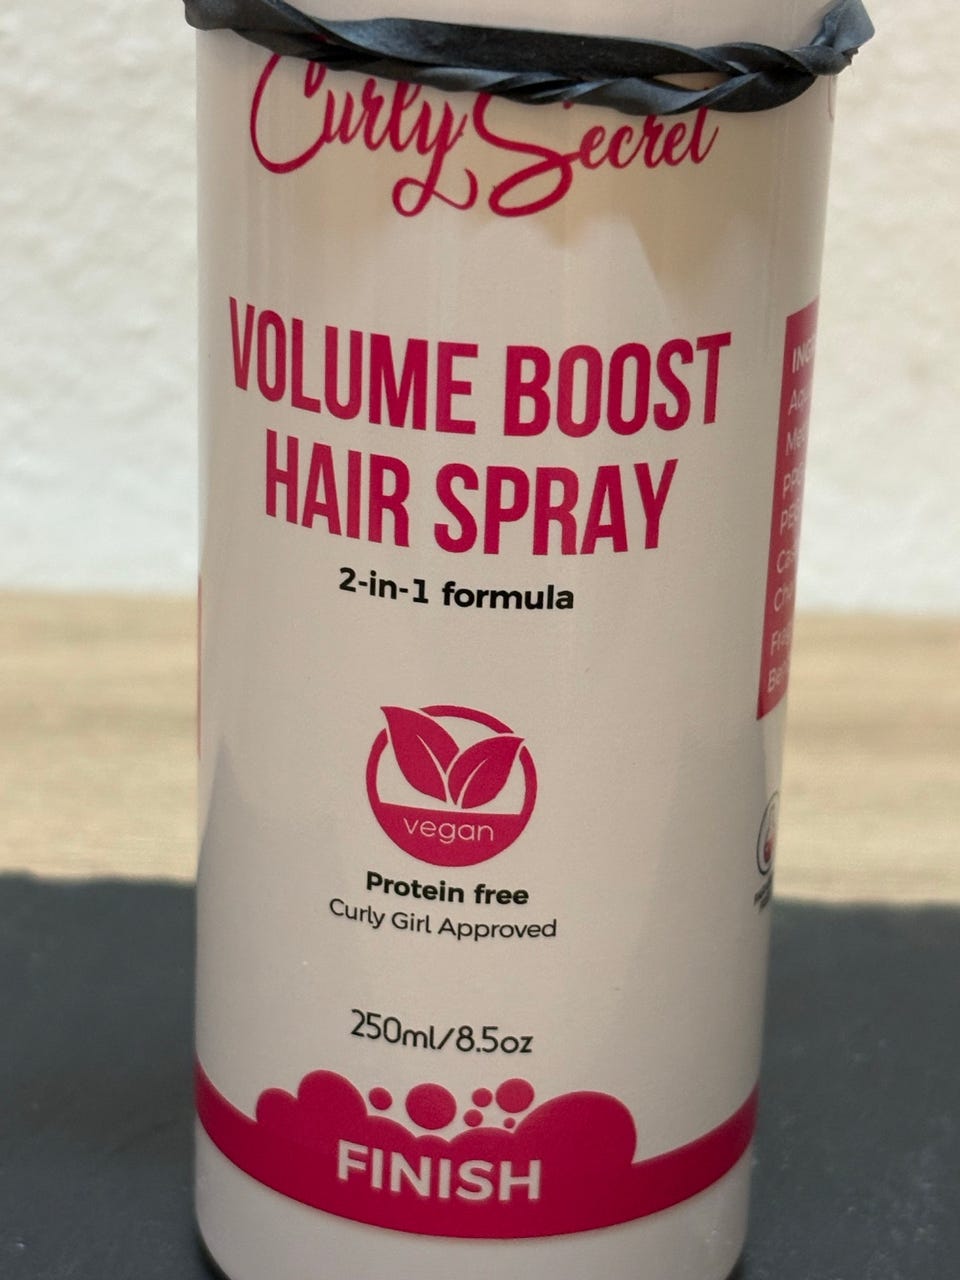 Curly Secret
VOLUME BOOST
HAIR SPRAY
2-in-1 formula
vegan
Protein free
Curly Girl Approved
250ml/8.5oz
FINISH